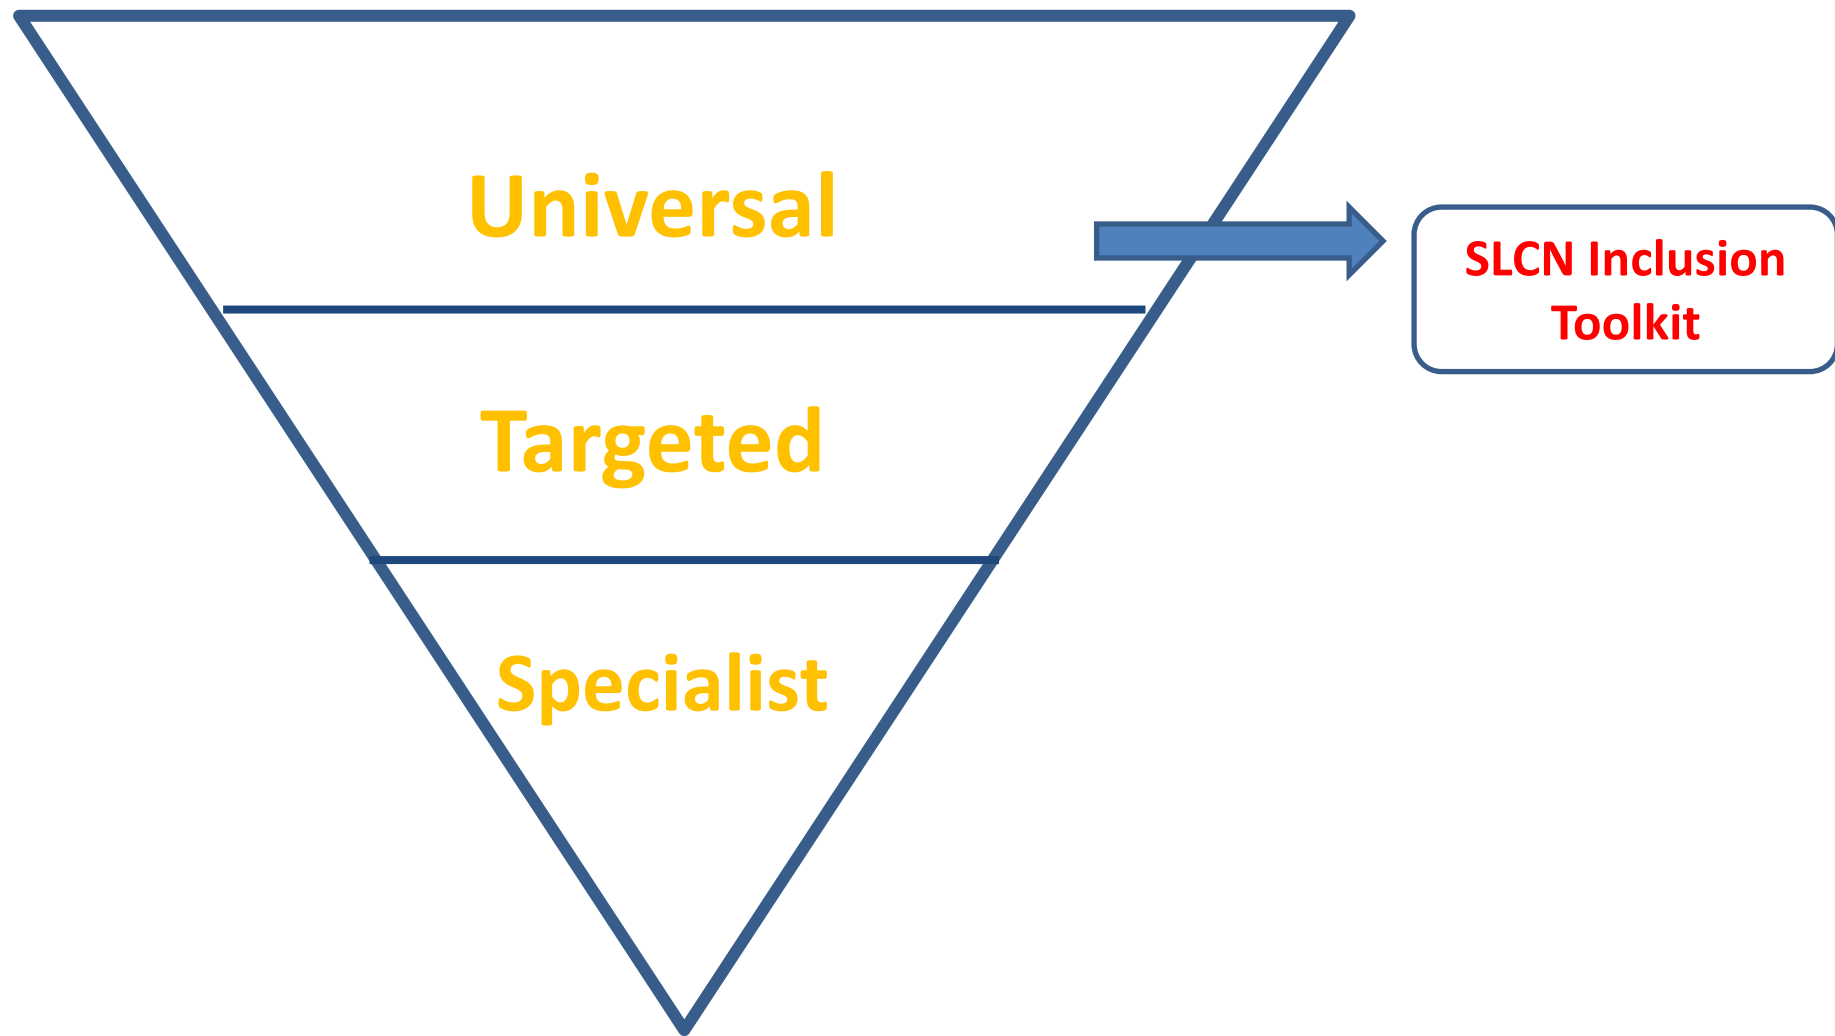 Universal
SLCN Inclusion
Toolkit
Targeted
Specialist